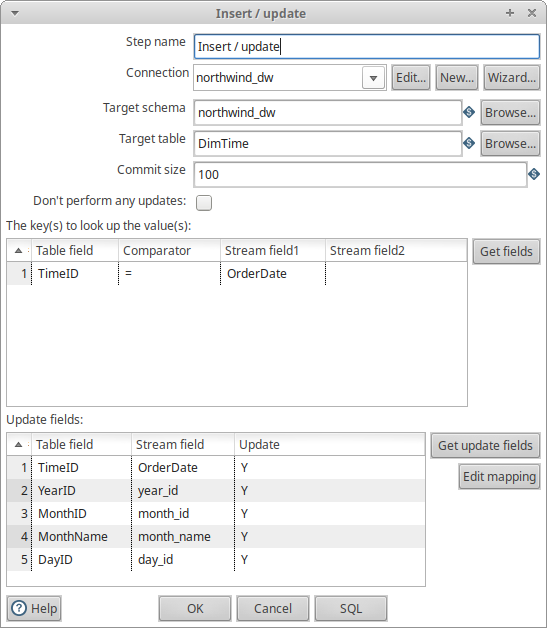 Insert / update
Step name Insert / update
Connection northwind_dw Edit... New... Wizard...
Target schema northwind_dw Browse...
Target table DimTime Browse...
Commit size 100
Don't perform any updates:
The key(s) to look up the value(s):
Table field Comparator Stream field1 Stream field2 Get fields
1 TimeID = OrderDate
Update fields:
Table field Stream field Update Get update fields
1 TimeID OrderDate Y
2 YearID year_id Y Edit mapping
3 MonthID month_id Y
4 MonthName month_name Y
5 DayID day_id Y
Help OK Cancel SQL